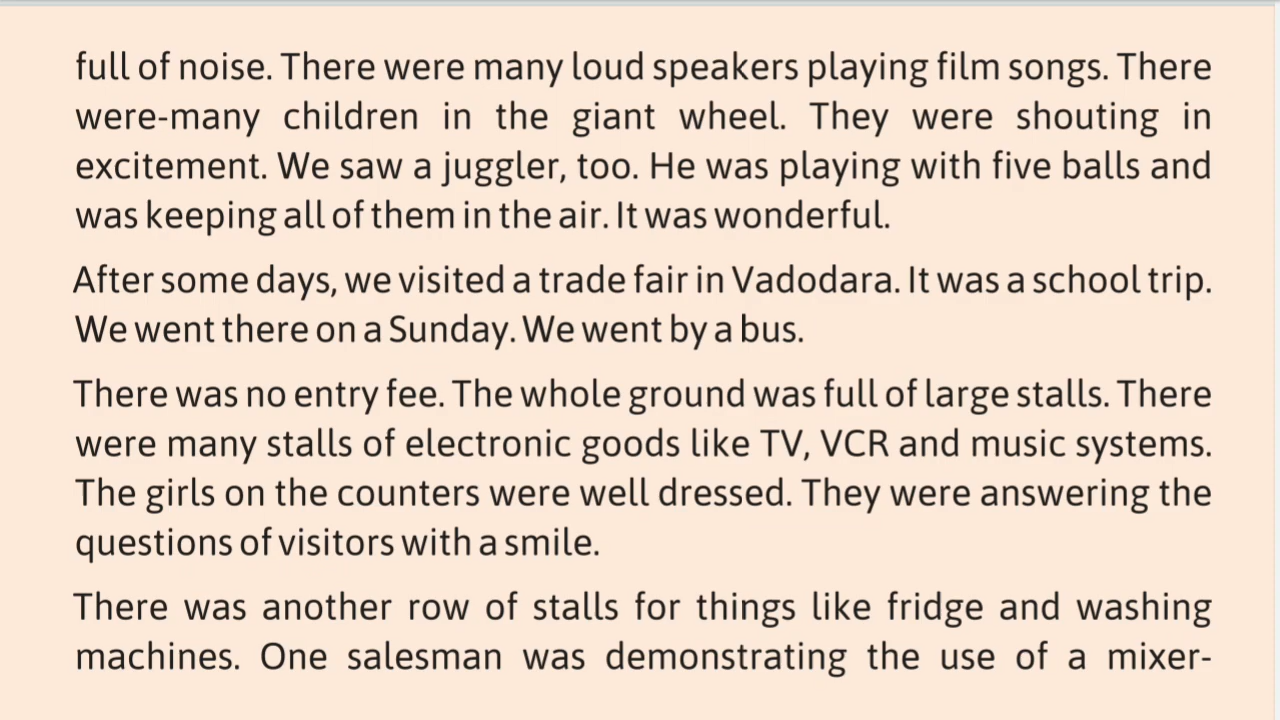 full of noise. There were many loud speakers playing film songs. There
were-many children in the giant wheel. They were shouting in
excitement. We saw a juggler, too. He was playing with five balls and
was keeping all of them in the air. It was wonderful.
After some days, we visited a trade fair in Vadodara. It was a school trip.
We went there on a Sunday. We went by a bus.
There was no entry fee. The whole ground was full of large stalls. There
were many stalls of electronic goods like TV, VCR and music systems.
The girls on the counters were well dressed. They were answering the
questions of visitors with a smile.
There was another row of stalls for things like fridge and washing
machines. One salesman was demonstrating the use of a mixer-